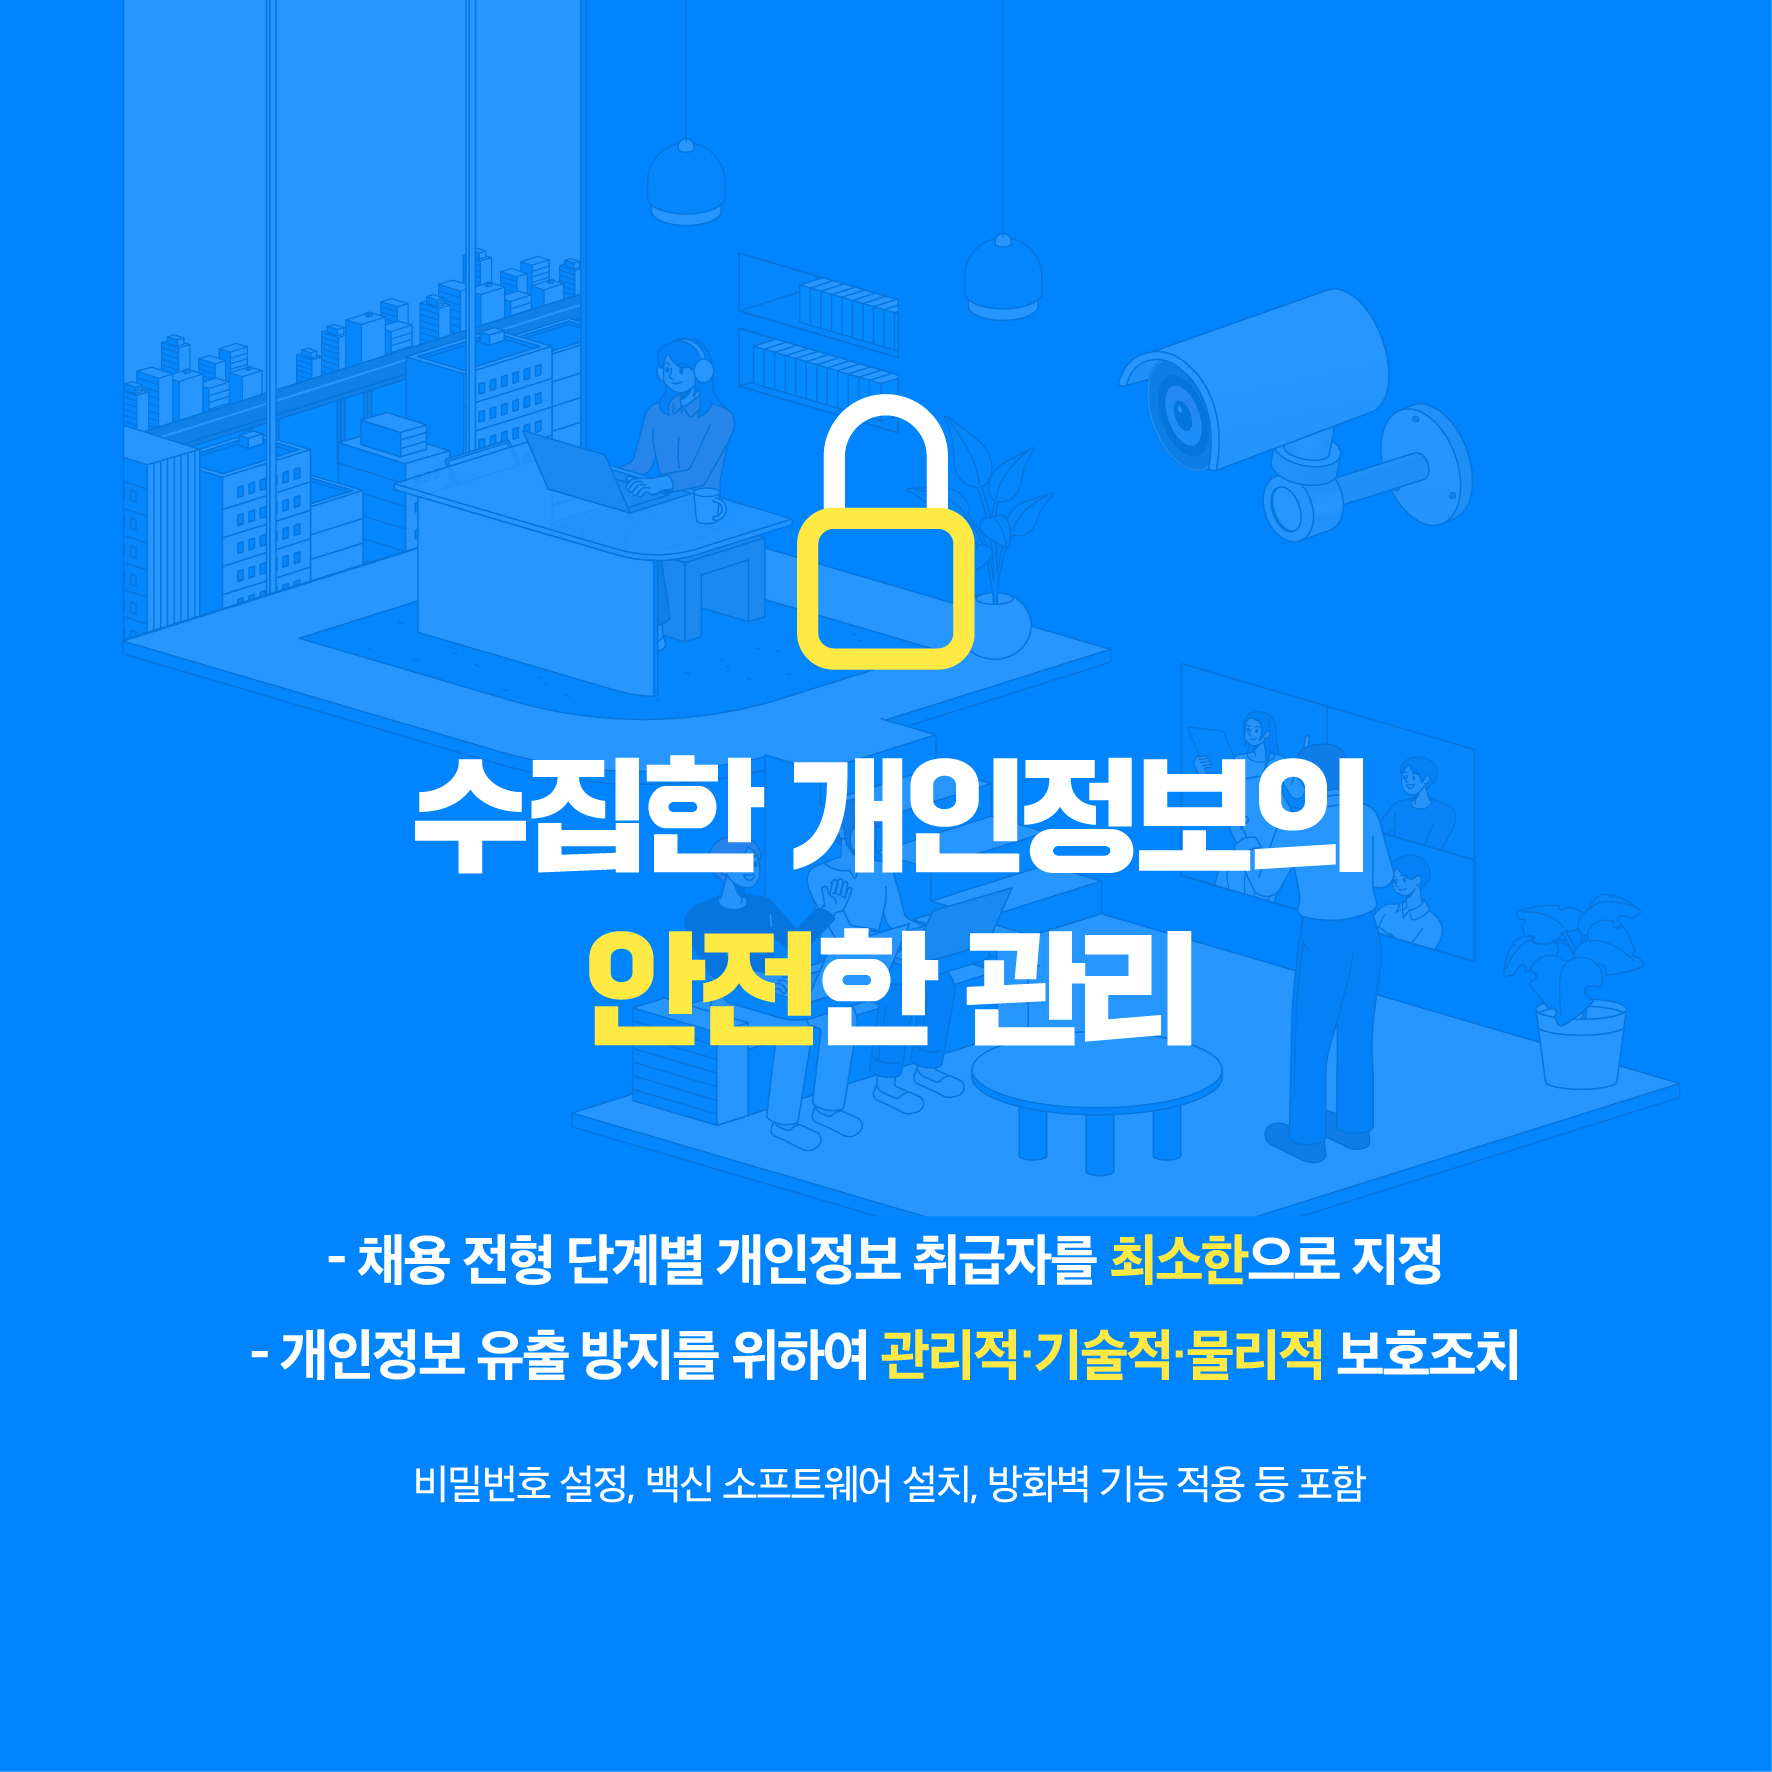 수집한 개인정보의
안전한 관리
- 채용 전형 단계별 개인정보 취급자를 최소한으로 지정
- 개인정보 유출 방지를 위하여 관리적·기술적·물리적 보호조치
비밀번호 설정, 백신 소프트웨어 설치, 방화벽 기능 적용 등 포함